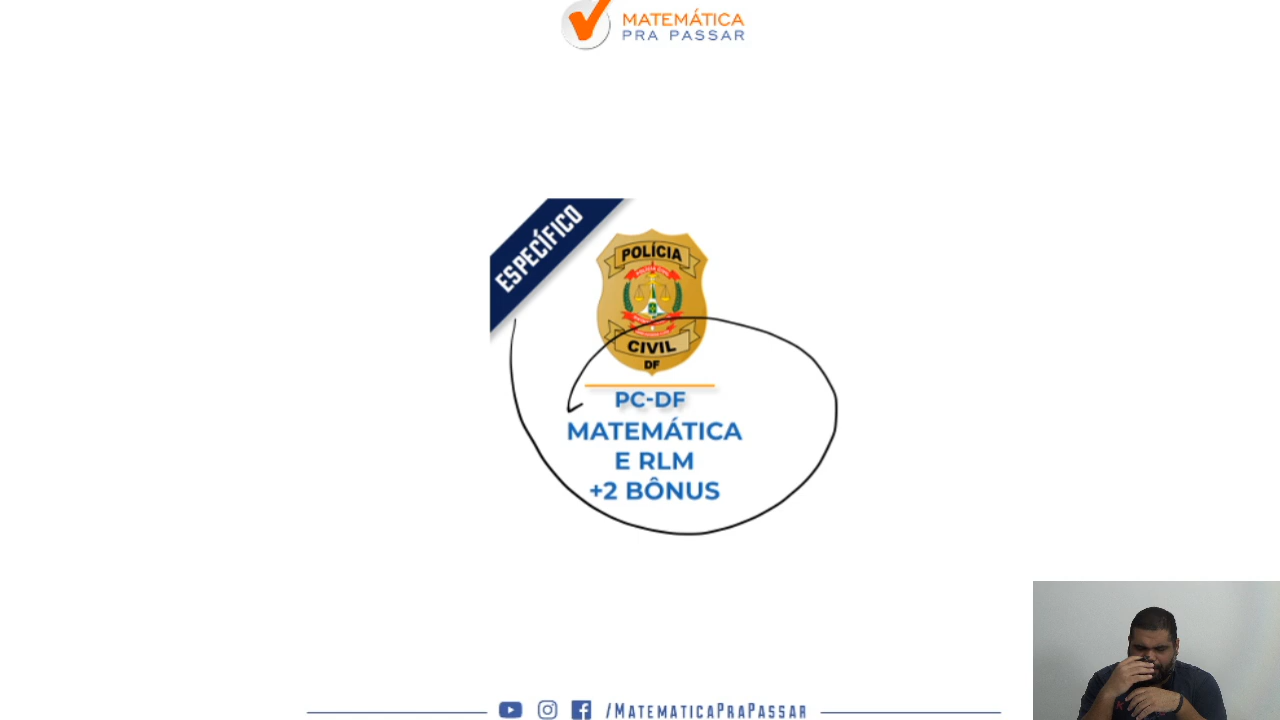 MATEMÁTICA
PRA PASSAR
ESPECÍFICO
POLÍCIA
CIVIL
DF
PC-DF
MATEMÁTICA
E RLM
+2 BÔNUS
/MATEMATICAPRAPASSAR